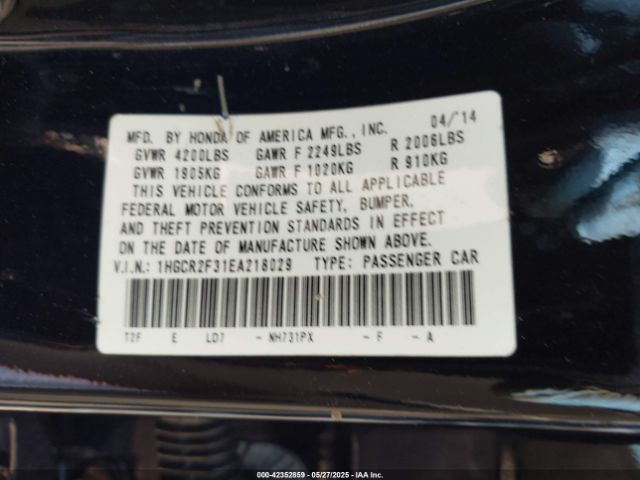 MFD. BY HONDA OF AMERICA MFG., INC. 04/'14
GVWR 4200LBS GAWR F 2249LBS R 2006LBS
GVWR 1905KG GAWR F 1020KG R 910KG
THIS VEHICLE CONFORMS TO ALL APPLICABLE
FEDERAL MOTOR VEHICLE SAFETY, BUMPER,
AND THEFT PREVENTION STANDARDS IN EFFECT
ON THE DATE OF MANUFACTURE SHOWN ABOVE.
V.I.N.: 1HGCR2F31EA218029 TYPE: PASSENGER CAR
T2F E LD7 - NH731PX - F - A
000-42352859 | 05/27/2025 | IAA Inc.